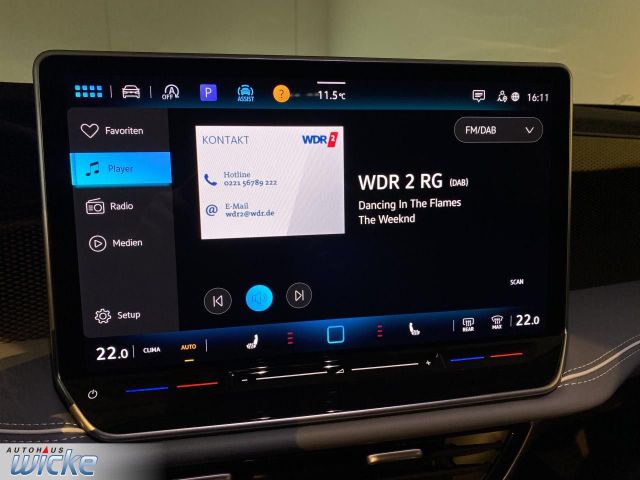 OFF
P
ASSIST
?
11.5°C
16:11
Favoriten
Player
Radio
Medien
Setup
KONTAKT
WDR 2
Hotline
0221 56789 222
@
E-Mail
wdr2@wdr.de
FM/DAB
WDR 2 RG (DAB)
Dancing In The Flames
The Weeknd
SCAN
22.0
CLIMA
AUTO
REAR
MAX
22.0
- +
AUTOHAUS
WICKE